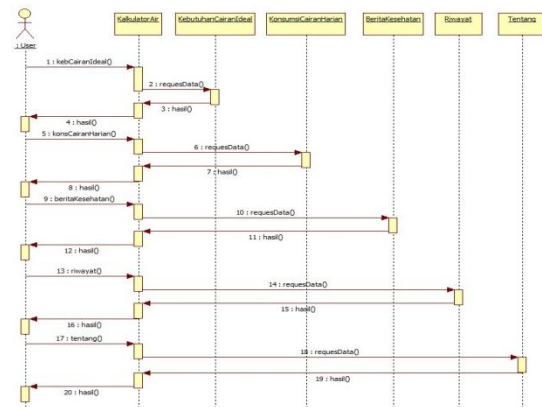 KalkulatorAir
KebutuhanCairanIdeal
KonsumsiCairanHarian
BeritaKesehatan
Riwayat
Tentang
: User
1 : kebCairanIdeal()
2 : requesData()
3 : hasil()
4 : hasil()
5 : konsCairanHarian()
6 : requesData()
7 : hasil()
8 : hasil()
9 : beritaKesehatan()
10 : requesData()
11 : hasil()
12 : hasil()
13 : riwayat()
14 : requesData()
15 : hasil()
16 : hasil()
17 : tentang()
18 : requesData()
19 : hasil()
20 : hasil()